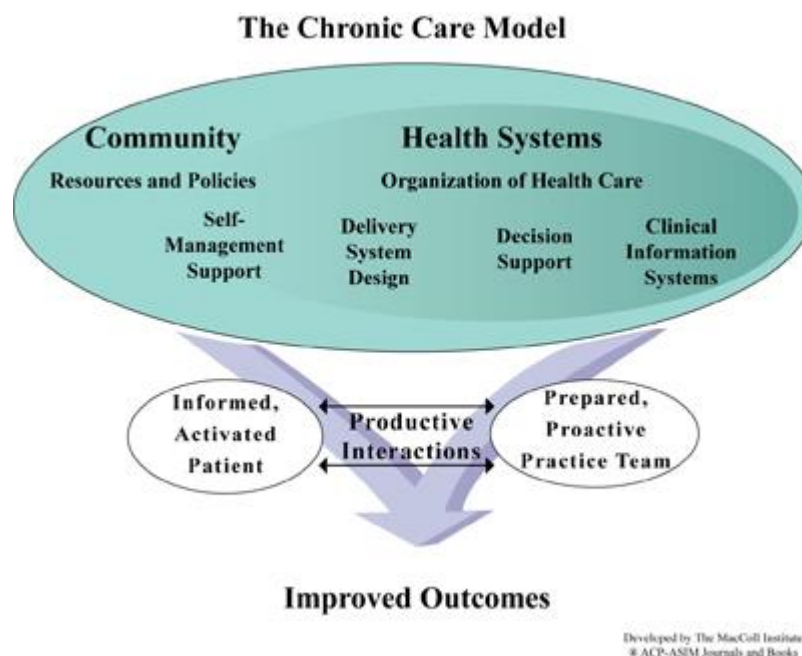 The Chronic Care Model
Community
Health Systems
Resources and Policies
Organization of Health Care
Self-
Management
Support
Delivery
System
Design
Decision
Support
Clinical
Information
Systems
Informed,
Activated
Patient
Productive
Interactions
Prepared,
Proactive
Practice Team
Improved Outcomes
Developed by The MacColl Institute
® ACP-ASIM Journals and Books